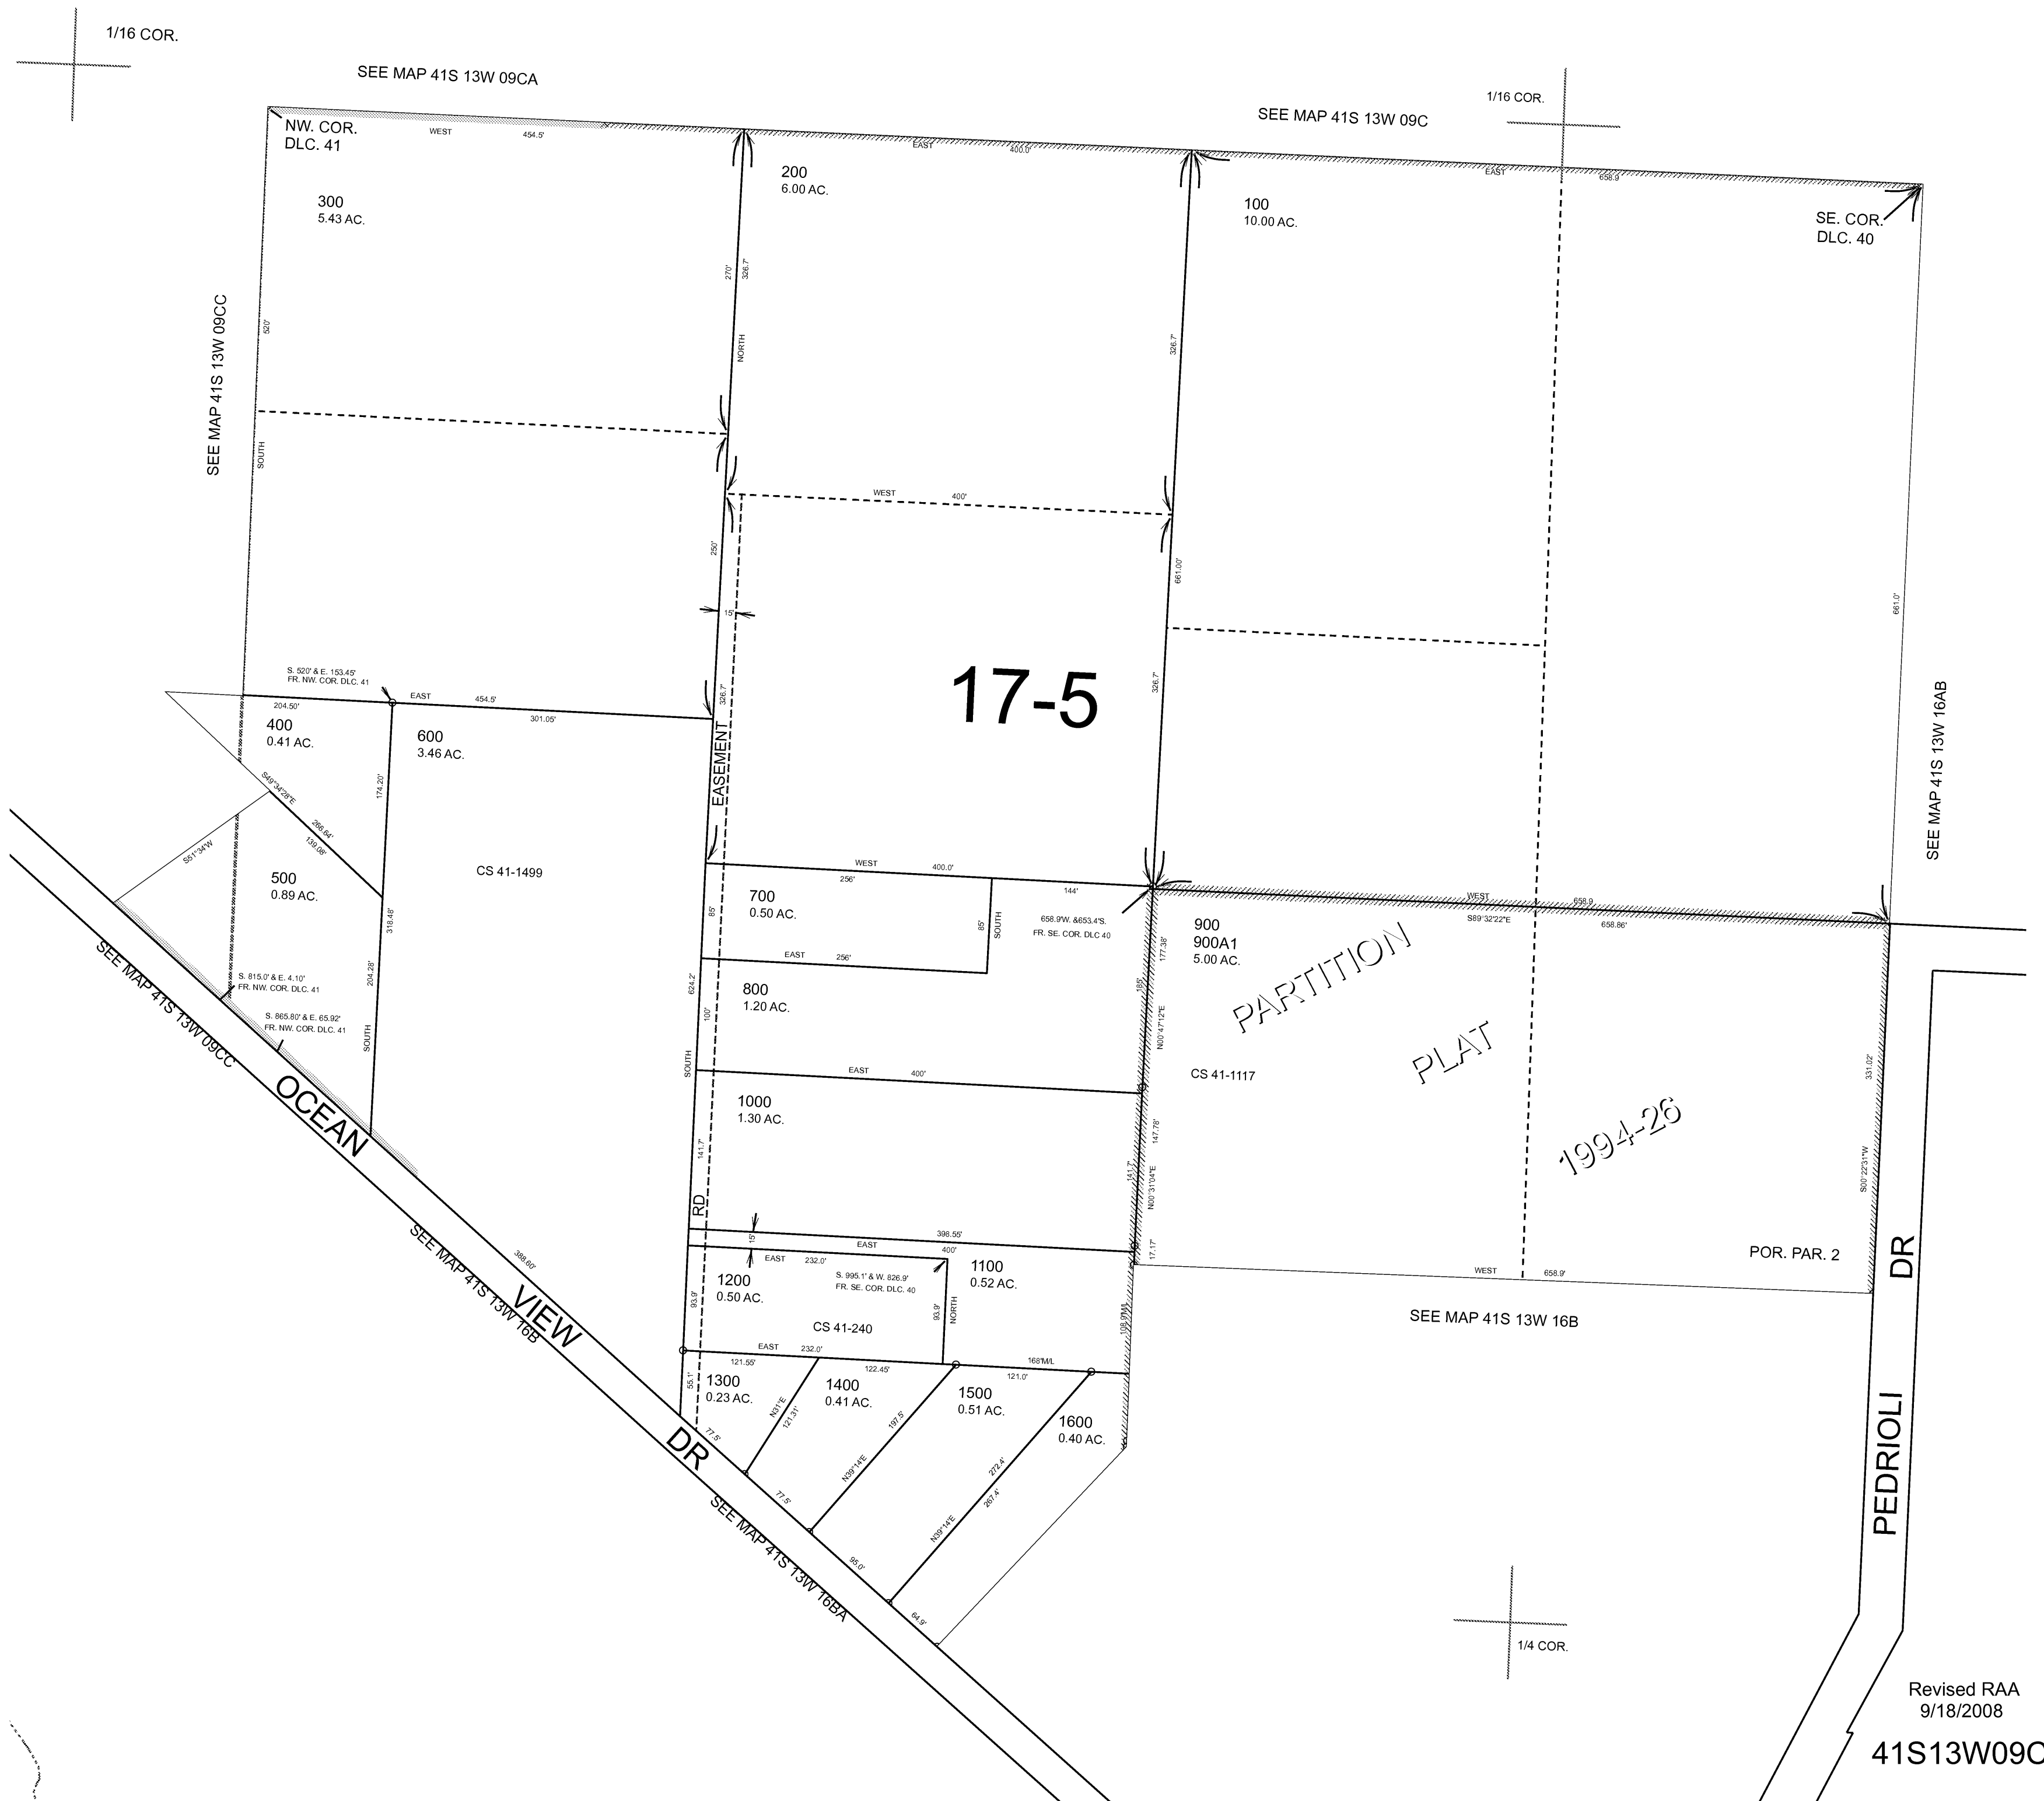 1/16 COR.
SEE MAP 41S 13W 09CA
1/16 COR.
SEE MAP 41S 13W 09C
NW. COR.
DLC. 41
WEST 454.5'
EAST 400.0'
EAST 658.9
SE. COR.
DLC. 40
300
5.43 AC.
200
6.00 AC.
100
10.00 AC.
SEE MAP 41S 13W 09CC
520'
SOUTH
270'
326.7'
NORTH
326.7'
WEST 400'
250'
15'
661.00'
661.0'
326.7'
326.7'
17-5
SEE MAP 41S 13W 16AB
S. 520' & E. 153.45'
FR. NW. COR. DLC. 41
EAST 454.5'
204.50'
301.05'
400
0.41 AC.
600
3.46 AC.
174.20'
S49°34'28"E
266.64'
139.08'
S51°34'W
EASEMENT
500
0.89 AC.
CS 41-1499
318.48'
204.28'
SOUTH
S. 815.0' & E. 4.10'
FR. NW. COR. DLC. 41
S. 865.80' & E. 65.92'
FR. NW. COR. DLC. 41
WEST 400.0'
256'
144'
700
0.50 AC.
85'
85'
SOUTH
658.9'W. &653.4'S.
FR. SE. COR. DLC 40
EAST 256'
WEST 658.9
S89°32'22"E 658.86'
900
900A1
5.00 AC.
177.38'
185'
N00°47'12"E
PARTITION
PLAT
1994-26
CS 41-1117
331.02'
S00°22'31"W
624.2'
800
1.20 AC.
100'
SOUTH
EAST 400'
1000
1.30 AC.
141.7'
141.7'
147.78'
N00°31'04"E
RD
398.55'
15'
EAST 400'
17.17'
EAST 232.0'
1100
0.52 AC.
S. 995.1' & W. 826.9'
FR. SE. COR. DLC. 40
1200
0.50 AC.
93.9'
93.9'
NORTH
108.9'M/L
CS 41-240
EAST 232.0'
121.55'
122.45'
168'M/L
121.0'
WEST 658.9'
POR. PAR. 2
SEE MAP 41S 13W 16B
PEDRIOLI DR
1300
0.23 AC.
55.1'
1400
0.41 AC.
1500
0.51 AC.
1600
0.40 AC.
N31°E
121.31'
197.5'
N39°14'E
272.4'
267.4'
N39°14'E
388.60'
77.5'
77.5'
95.0'
64.9'
OCEAN VIEW DR
SEE MAP 41S 13W 09CC
SEE MAP 41S 13W 16B
SEE MAP 41S 13W 16BA
1/4 COR.
Revised RAA
9/18/2008